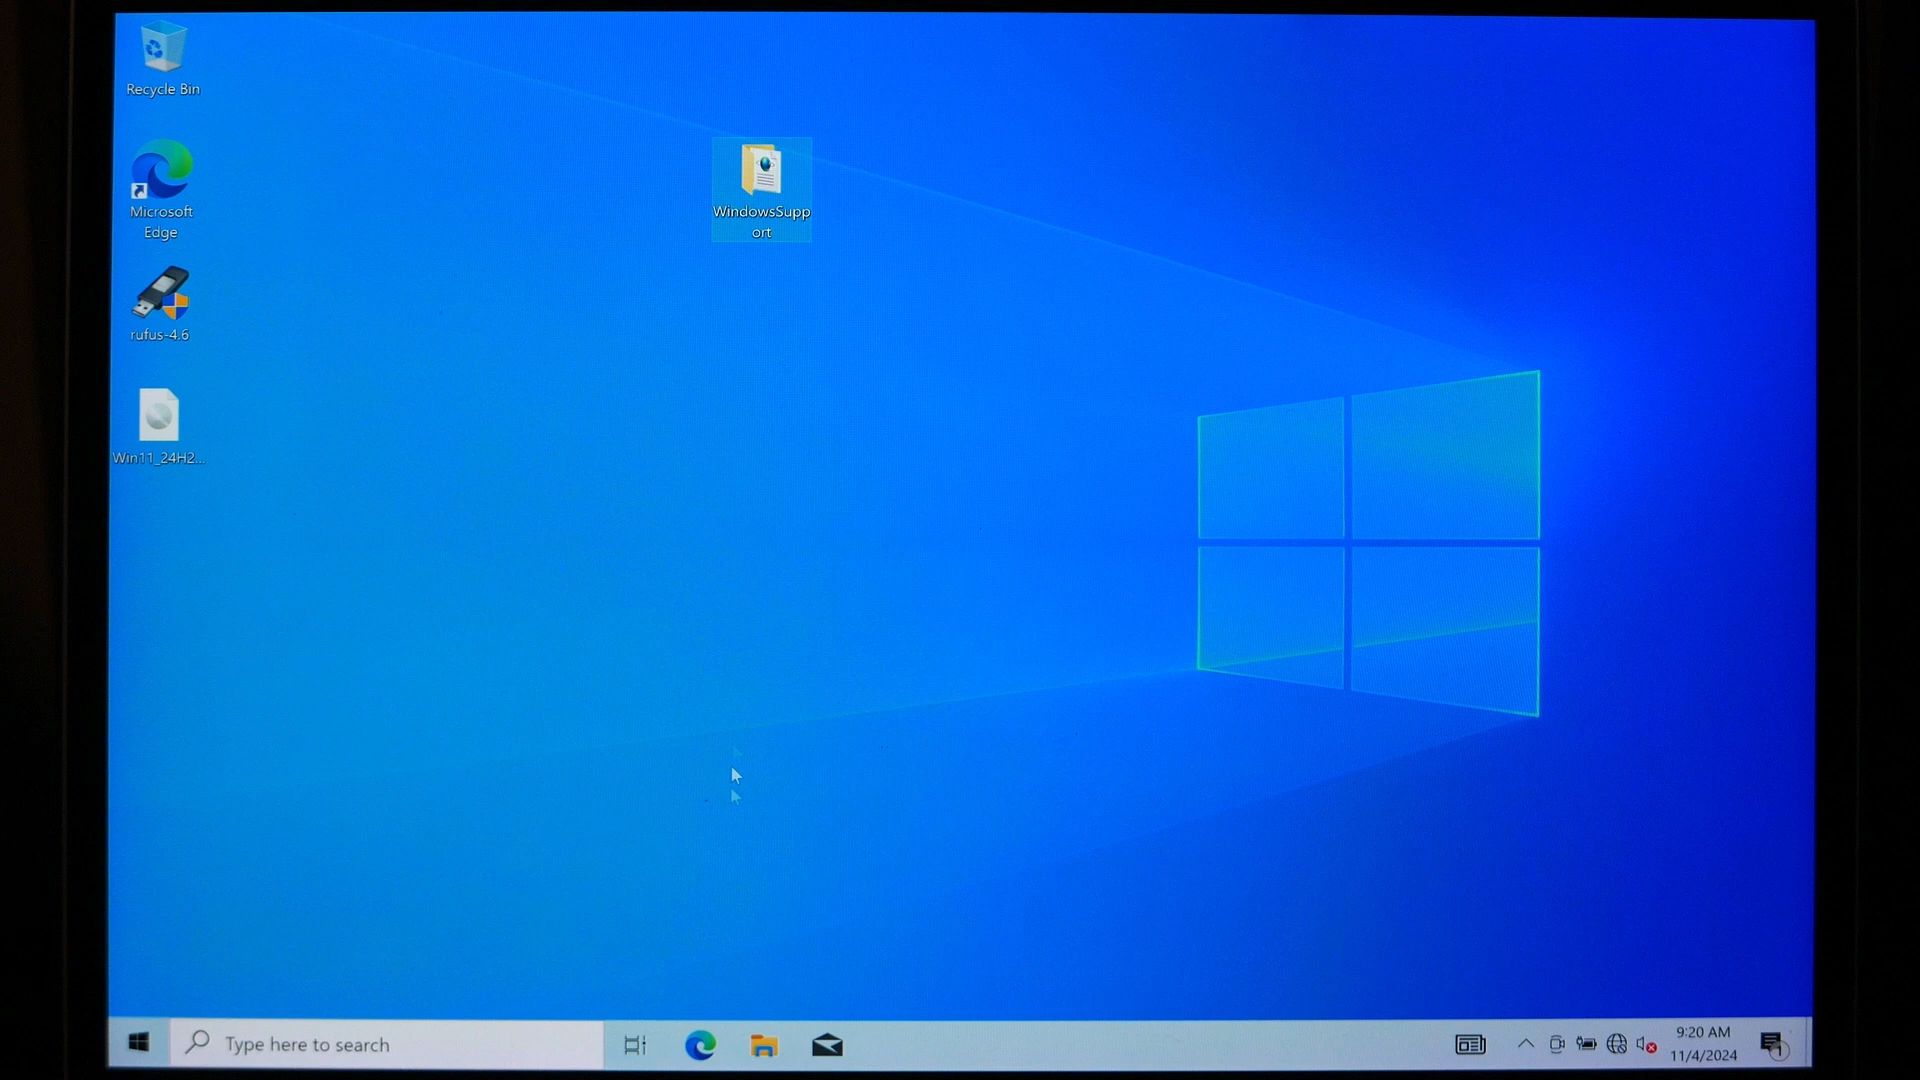 Recycle Bin
Microsoft
Edge
rufus-4.6
Win11_24H2...
WindowsSupp
ort
Type here to search
9:20 AM
11/4/2024
1